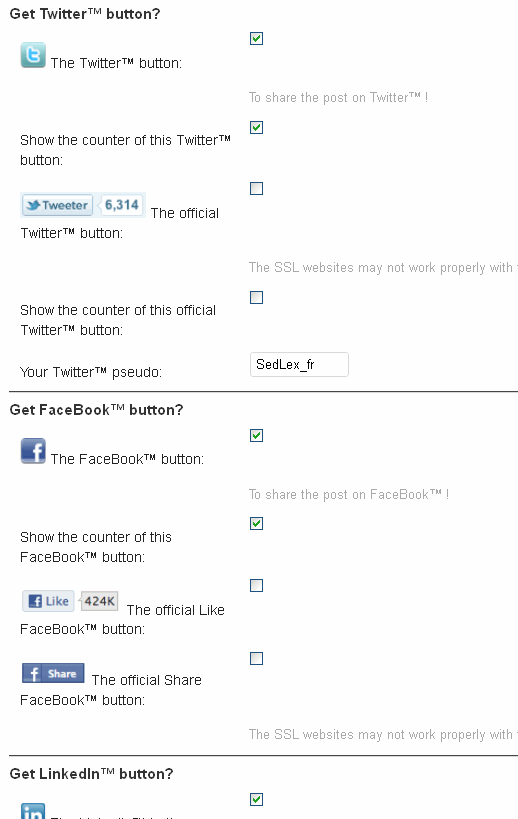 Get Twitter™ button?
The Twitter™ button:
To share the post on Twitter™ !
Show the counter of this Twitter™
button:
Tweeter 6,314 The official
Twitter™ button:
The SSL websites may not work properly with
Show the counter of this official
Twitter™ button:
Your Twitter™ pseudo: SedLex_fr
Get FaceBook™ button?
The FaceBook™ button:
To share the post on FaceBook™ !
Show the counter of this
FaceBook™ button:
Like 424K The official Like
FaceBook™ button:
Share The official Share
FaceBook™ button:
The SSL websites may not work properly with
Get LinkedIn™ button?
in